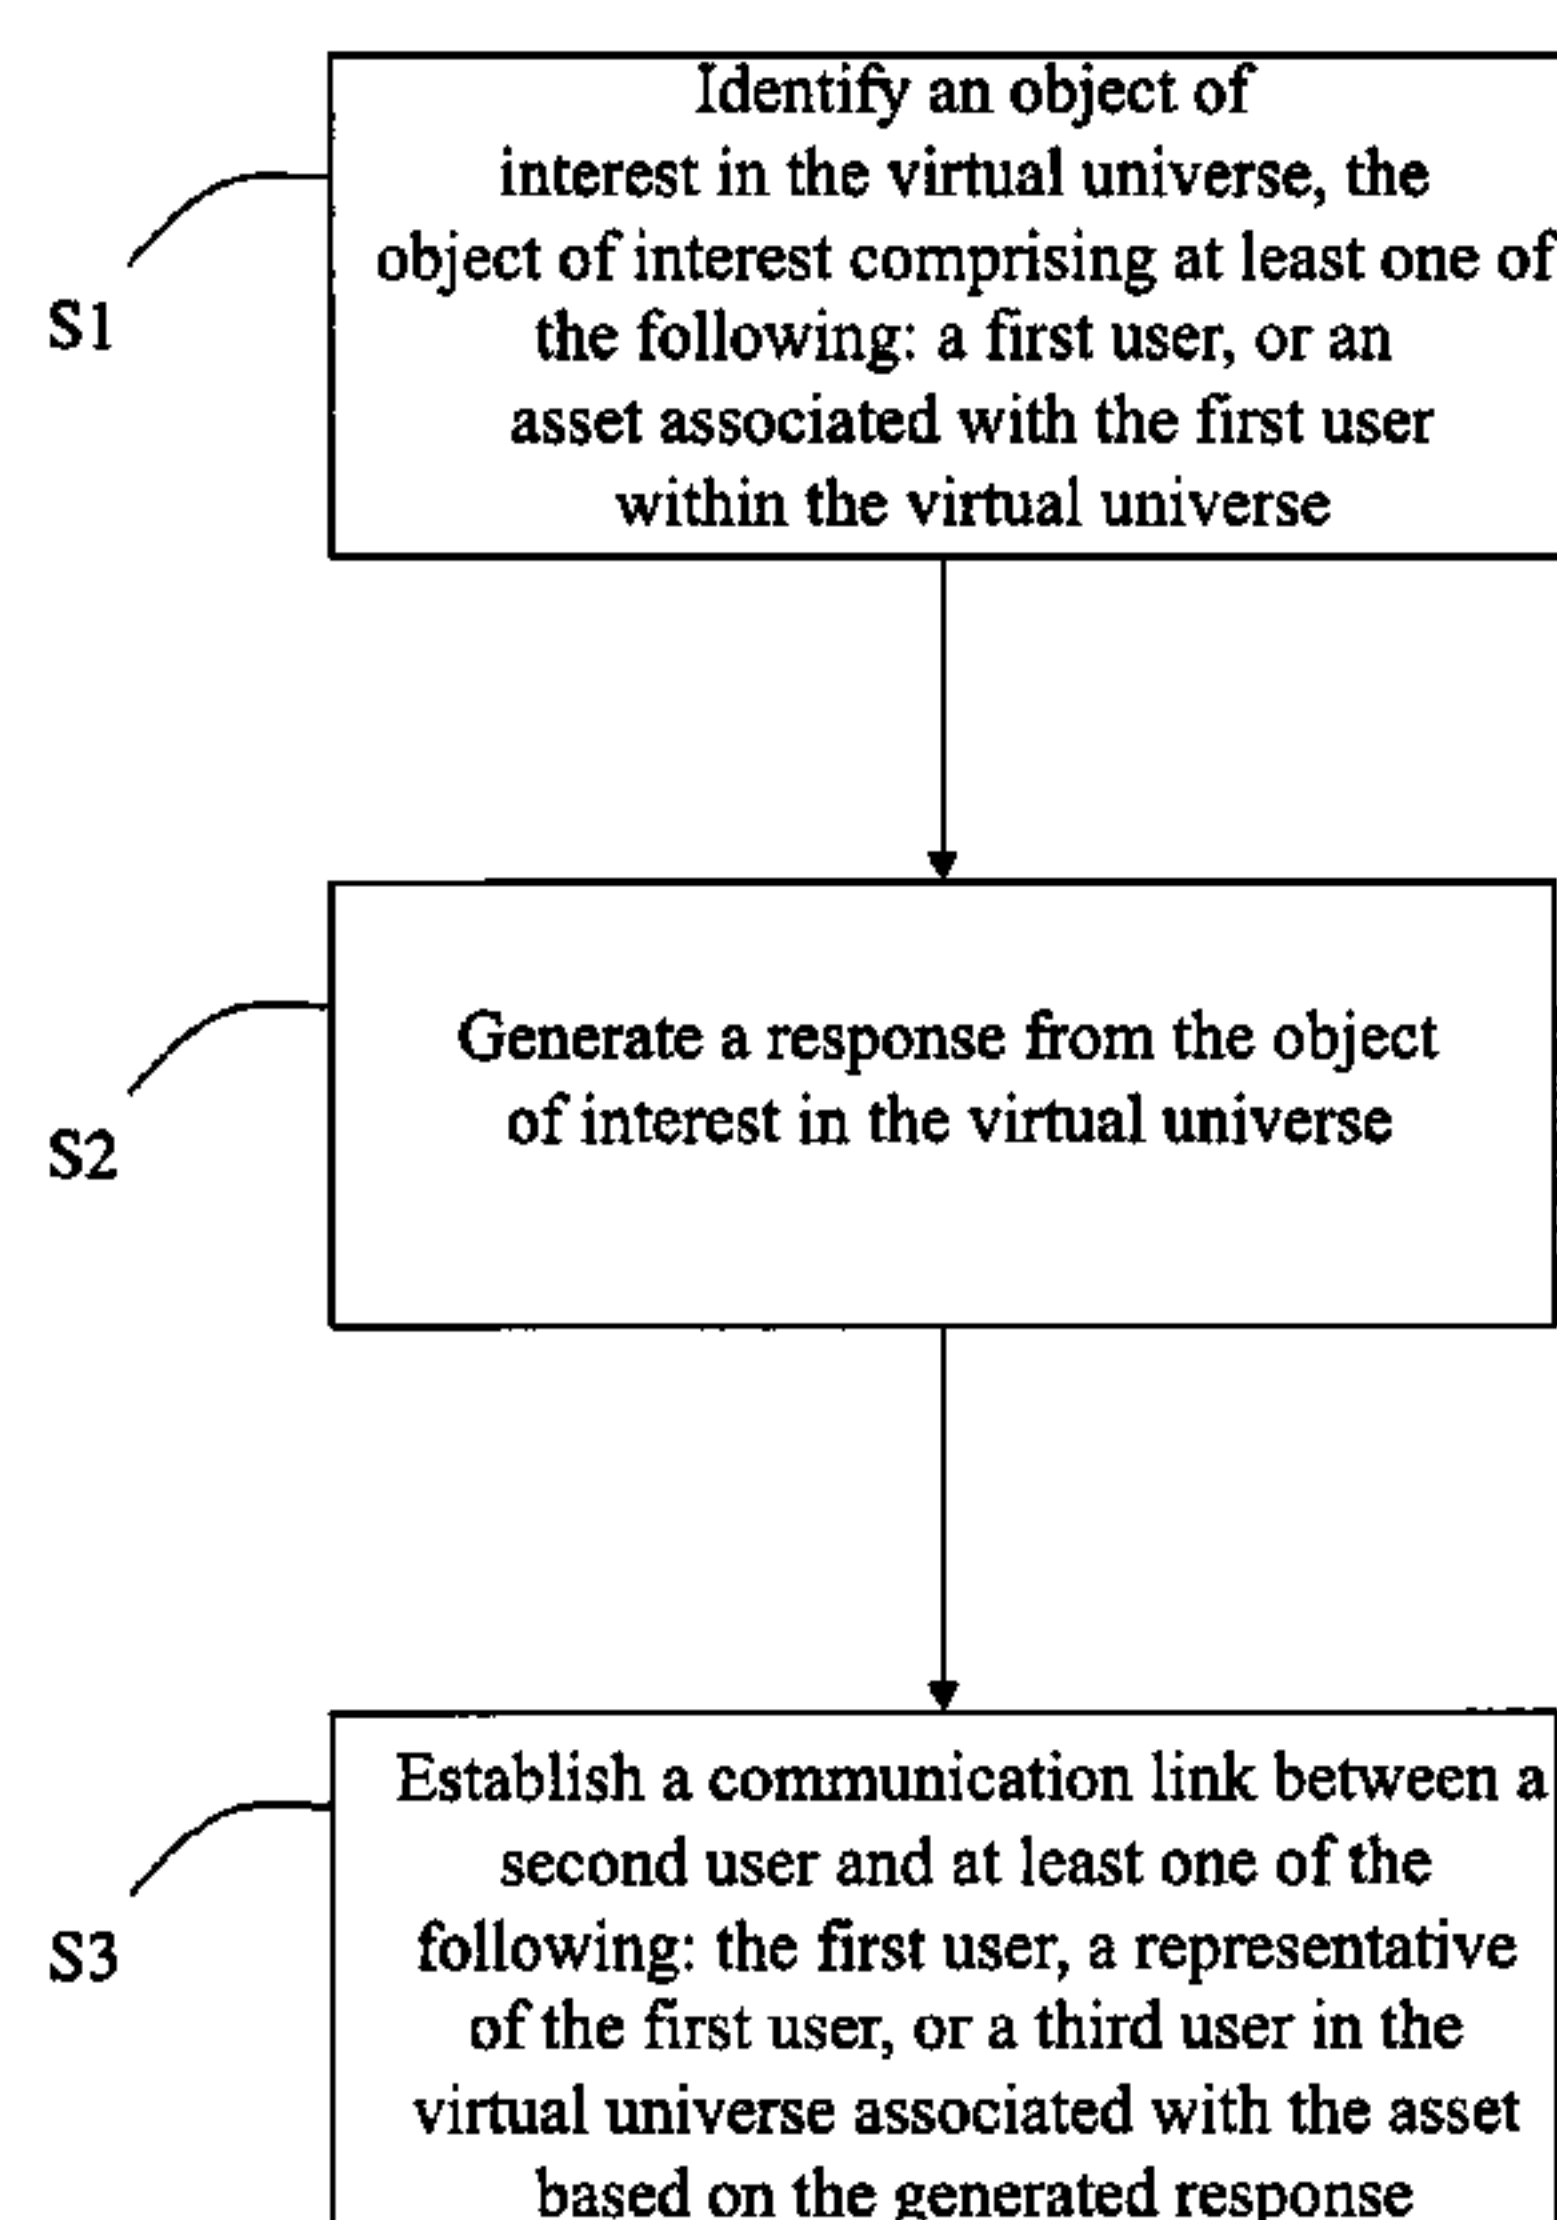 Identify an object of
interest in the virtual universe, the
object of interest comprising at least one of
the following: a first user, or an
asset associated with the first user
within the virtual universe
S1
Generate a response from the object
of interest in the virtual universe
S2
Establish a communication link between a
second user and at least one of the
following: the first user, a representative
of the first user, or a third user in the
virtual universe associated with the asset
based on the generated response
S3